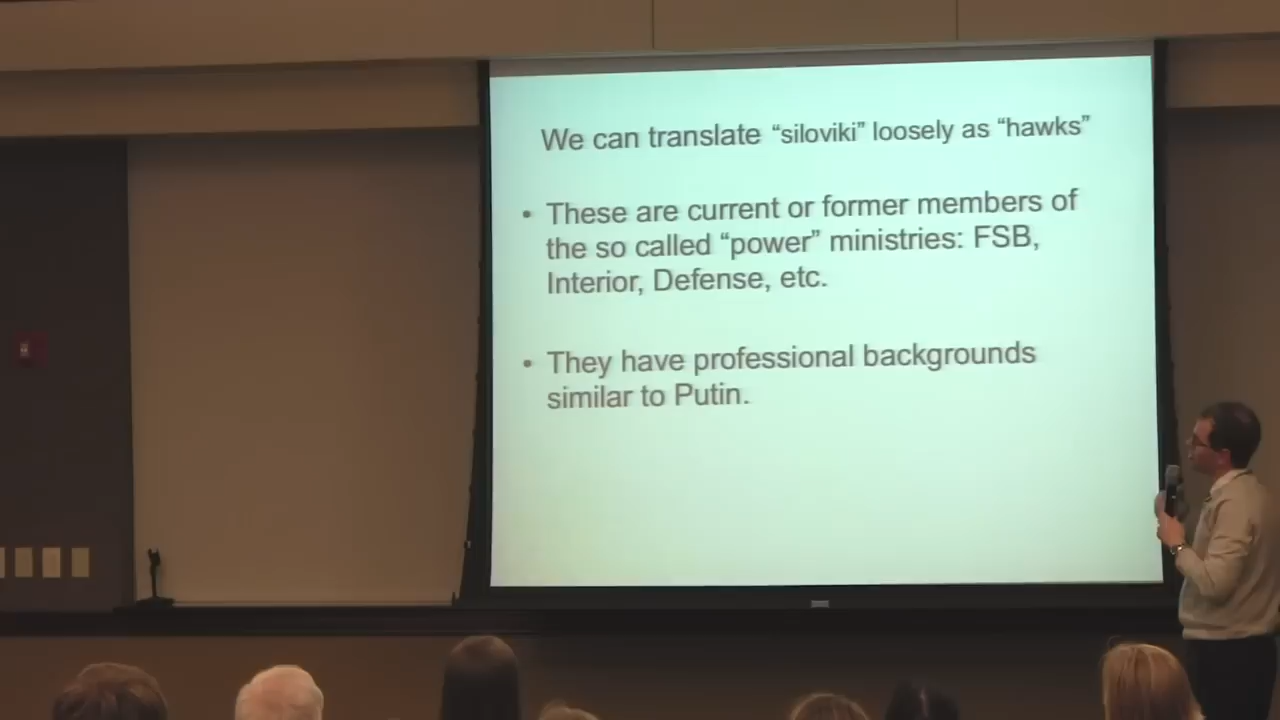 We can translate “siloviki” loosely as “hawks”
• These are current or former members of
the so called “power” ministries: FSB,
Interior, Defense, etc.
• They have professional backgrounds
similar to Putin.